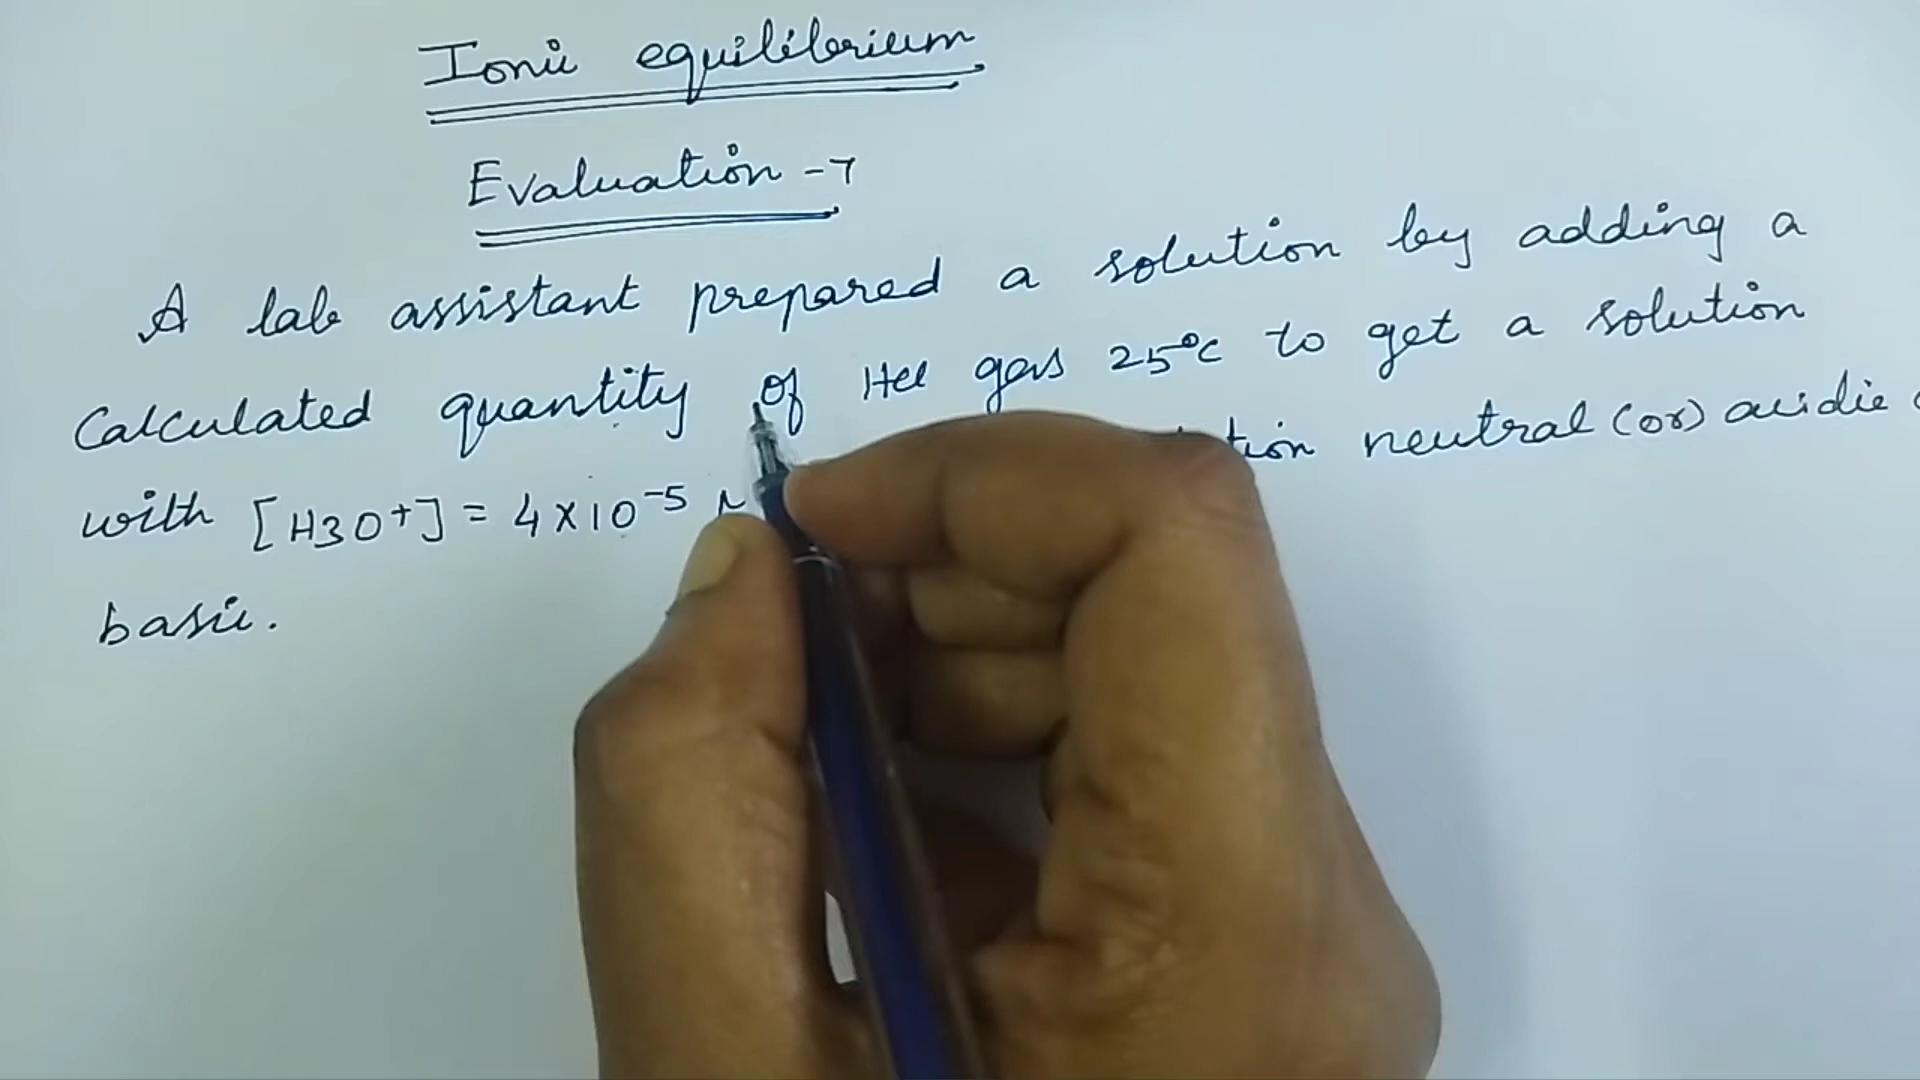 Ionic equilibrium
Evaluation -7
A lab assistant prepared a solution by adding a
Calculated quantity of HCl gas 25°C to get a solution
with [H3O+] = 4x10-5 M neutral (or) acidic
basic.